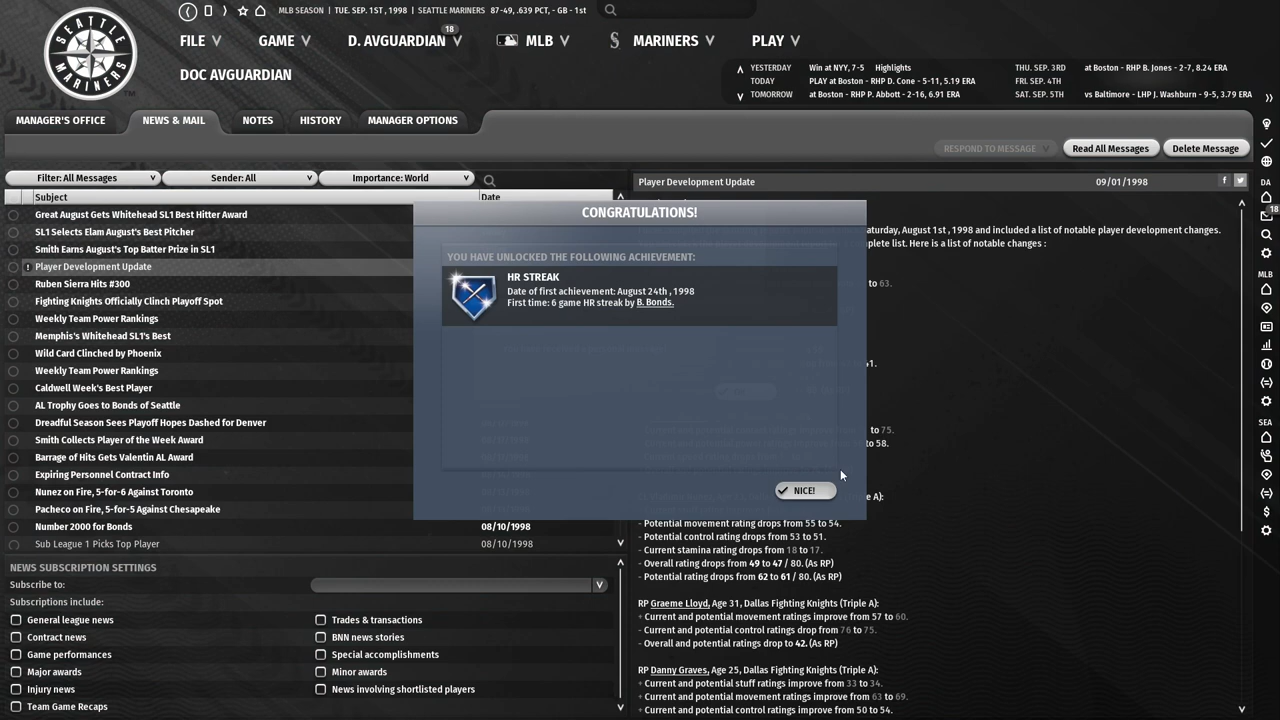 SEATTLE MARINERS
TM
MLB SEASON | TUE. SEP. 1ST , 1998 | SEATTLE MARINERS 87-49, .639 PCT, - GB - 1st
FILE GAME D. AVGUARDIAN 18 MLB MARINERS PLAY
DOC AVGUARDIAN
YESTERDAY Win at NYY, 7-5 Highlights THU. SEP. 3RD at Boston - RHP B. Jones - 2-7, 8.24 ERA
TODAY PLAY at Boston - RHP D. Cone - 5-11, 5.19 ERA FRI. SEP. 4TH
TOMORROW at Boston - RHP P. Abbott - 2-16, 6.91 ERA SAT. SEP. 5TH vs Baltimore - LHP J. Washburn - 9-5, 3.79 ERA
MANAGER'S OFFICE NEWS & MAIL NOTES HISTORY MANAGER OPTIONS
RESPOND TO MESSAGE Read All Messages Delete Message
Filter: All Messages Sender: All Importance: World
Player Development Update 09/01/1998
Subject Date
Great August Gets Whitehead SL1 Best Hitter Award
SL1 Selects Elam August's Best Pitcher
Smith Earns August's Top Batter Prize in SL1
Player Development Update
Ruben Sierra Hits #300
Fighting Knights Officially Clinch Playoff Spot
Weekly Team Power Rankings
Memphis's Whitehead SL1's Best
Wild Card Clinched by Phoenix
Weekly Team Power Rankings
Caldwell Week's Best Player
AL Trophy Goes to Bonds of Seattle
Dreadful Season Sees Playoff Hopes Dashed for Denver
Smith Collects Player of the Week Award
Barrage of Hits Gets Valentin AL Award
Expiring Personnel Contract Info
Nunez on Fire, 5-for-6 Against Toronto
Pacheco on Fire, 5-for-5 Against Chesapeake
Number 2000 for Bonds 08/10/1998
Sub League 1 Picks Top Player 08/10/1998
CONGRATULATIONS!
YOU HAVE UNLOCKED THE FOLLOWING ACHIEVEMENT:
HR STREAK
Date of first achievement: August 24th , 1998
First time: 6 game HR streak by B. Bonds.
NICE!
aturday, August 1st , 1998 and included a list of notable player development changes.
plete list. Here is a list of notable changes :
to 63.
41.
to 75.
to 58.
e A):
- Potential movement rating drops from 55 to 54.
- Potential control rating drops from 53 to 51.
- Current stamina rating drops from 18 to 17.
- Overall rating drops from 49 to 47 / 80. (As RP)
- Potential rating drops from 62 to 61 / 80. (As RP)
RP Graeme Lloyd, Age 31, Dallas Fighting Knights (Triple A):
+ Current and potential movement ratings improve from 57 to 60.
- Current and potential control ratings drop from 76 to 75.
- Overall and potential ratings drop to 42. (As RP)
RP Danny Graves, Age 25, Dallas Fighting Knights (Triple A):
+ Current and potential stuff ratings improve from 33 to 34.
+ Current and potential movement ratings improve from 63 to 69.
+ Current and potential control ratings improve from 50 to 54.
NEWS SUBSCRIPTION SETTINGS
Subscribe to:
Subscriptions include:
General league news Trades & transactions
Contract news BNN news stories
Game performances Special accomplishments
Major awards Minor awards
Injury news News involving shortlisted players
Team Game Recaps
DA
18
MLB
SEA